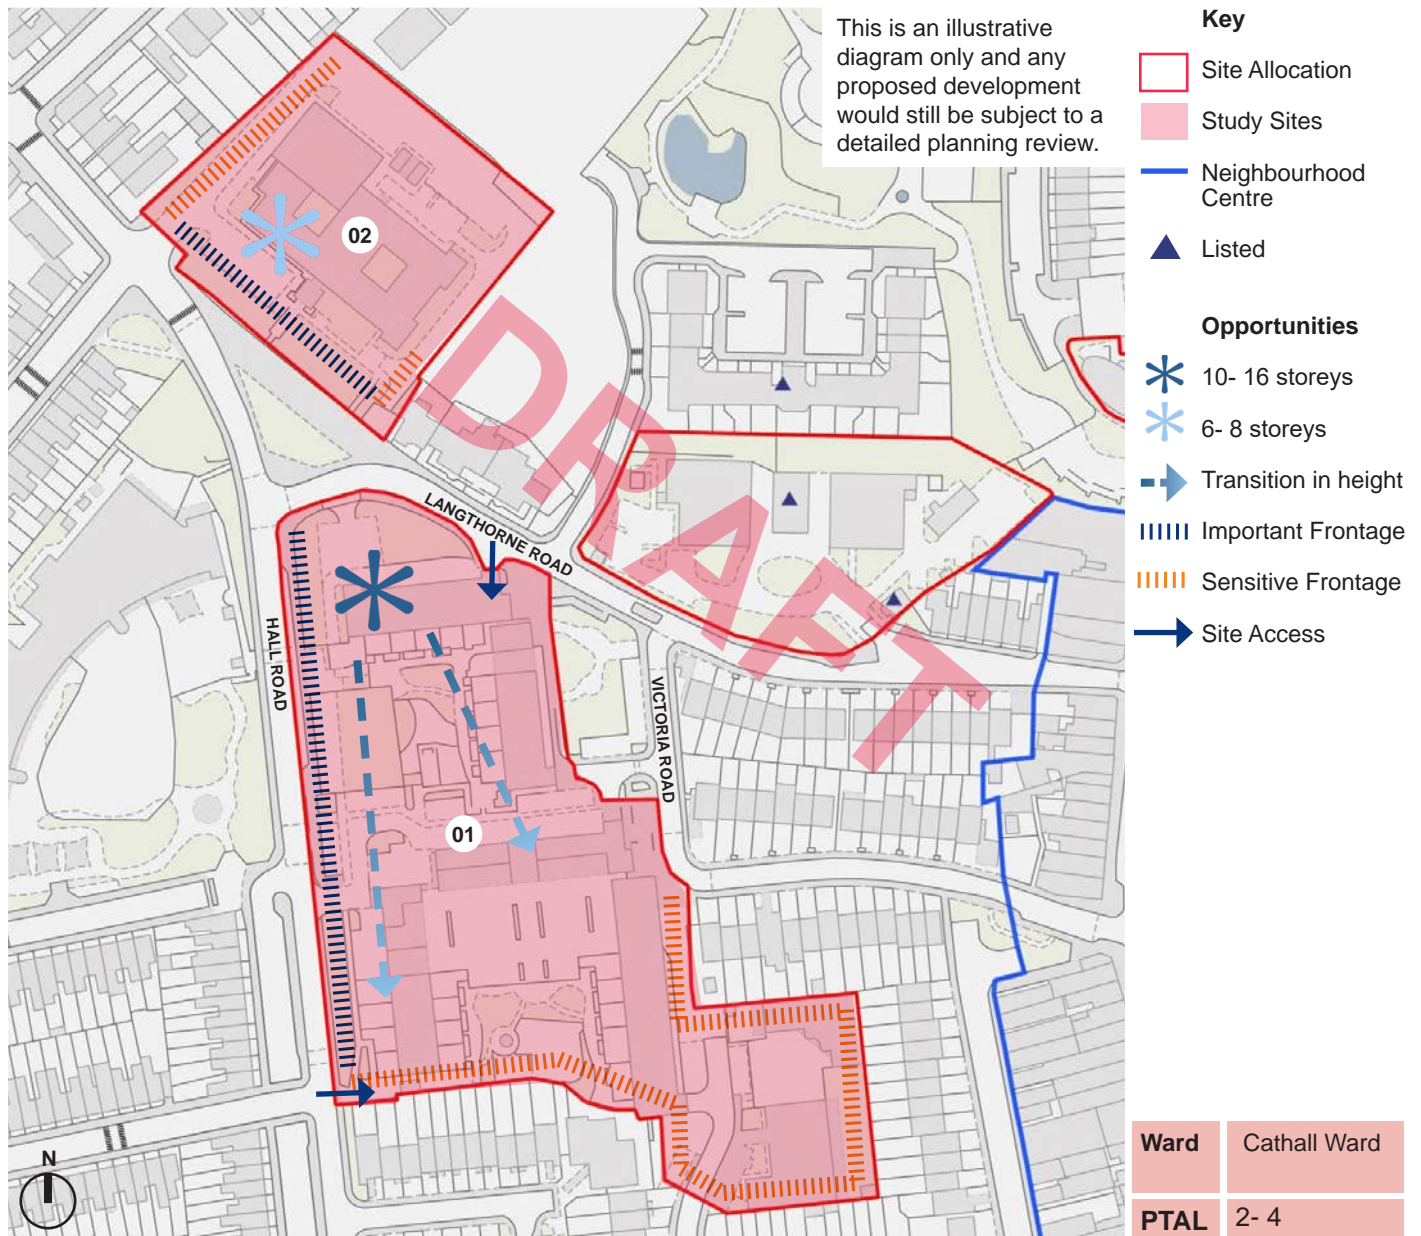 This is an illustrative
diagram only and any
proposed development
would still be subject to a
detailed planning review.
Key
Site Allocation
Study Sites
Neighbourhood
Centre
Listed
Opportunities
10- 16 storeys
6- 8 storeys
Transition in height
Important Frontage
Sensitive Frontage
Site Access
02
DRAFT
LANGTHORNE ROAD
HALL ROAD
VICTORIA ROAD
01
N
Ward Cathall Ward
PTAL 2- 4